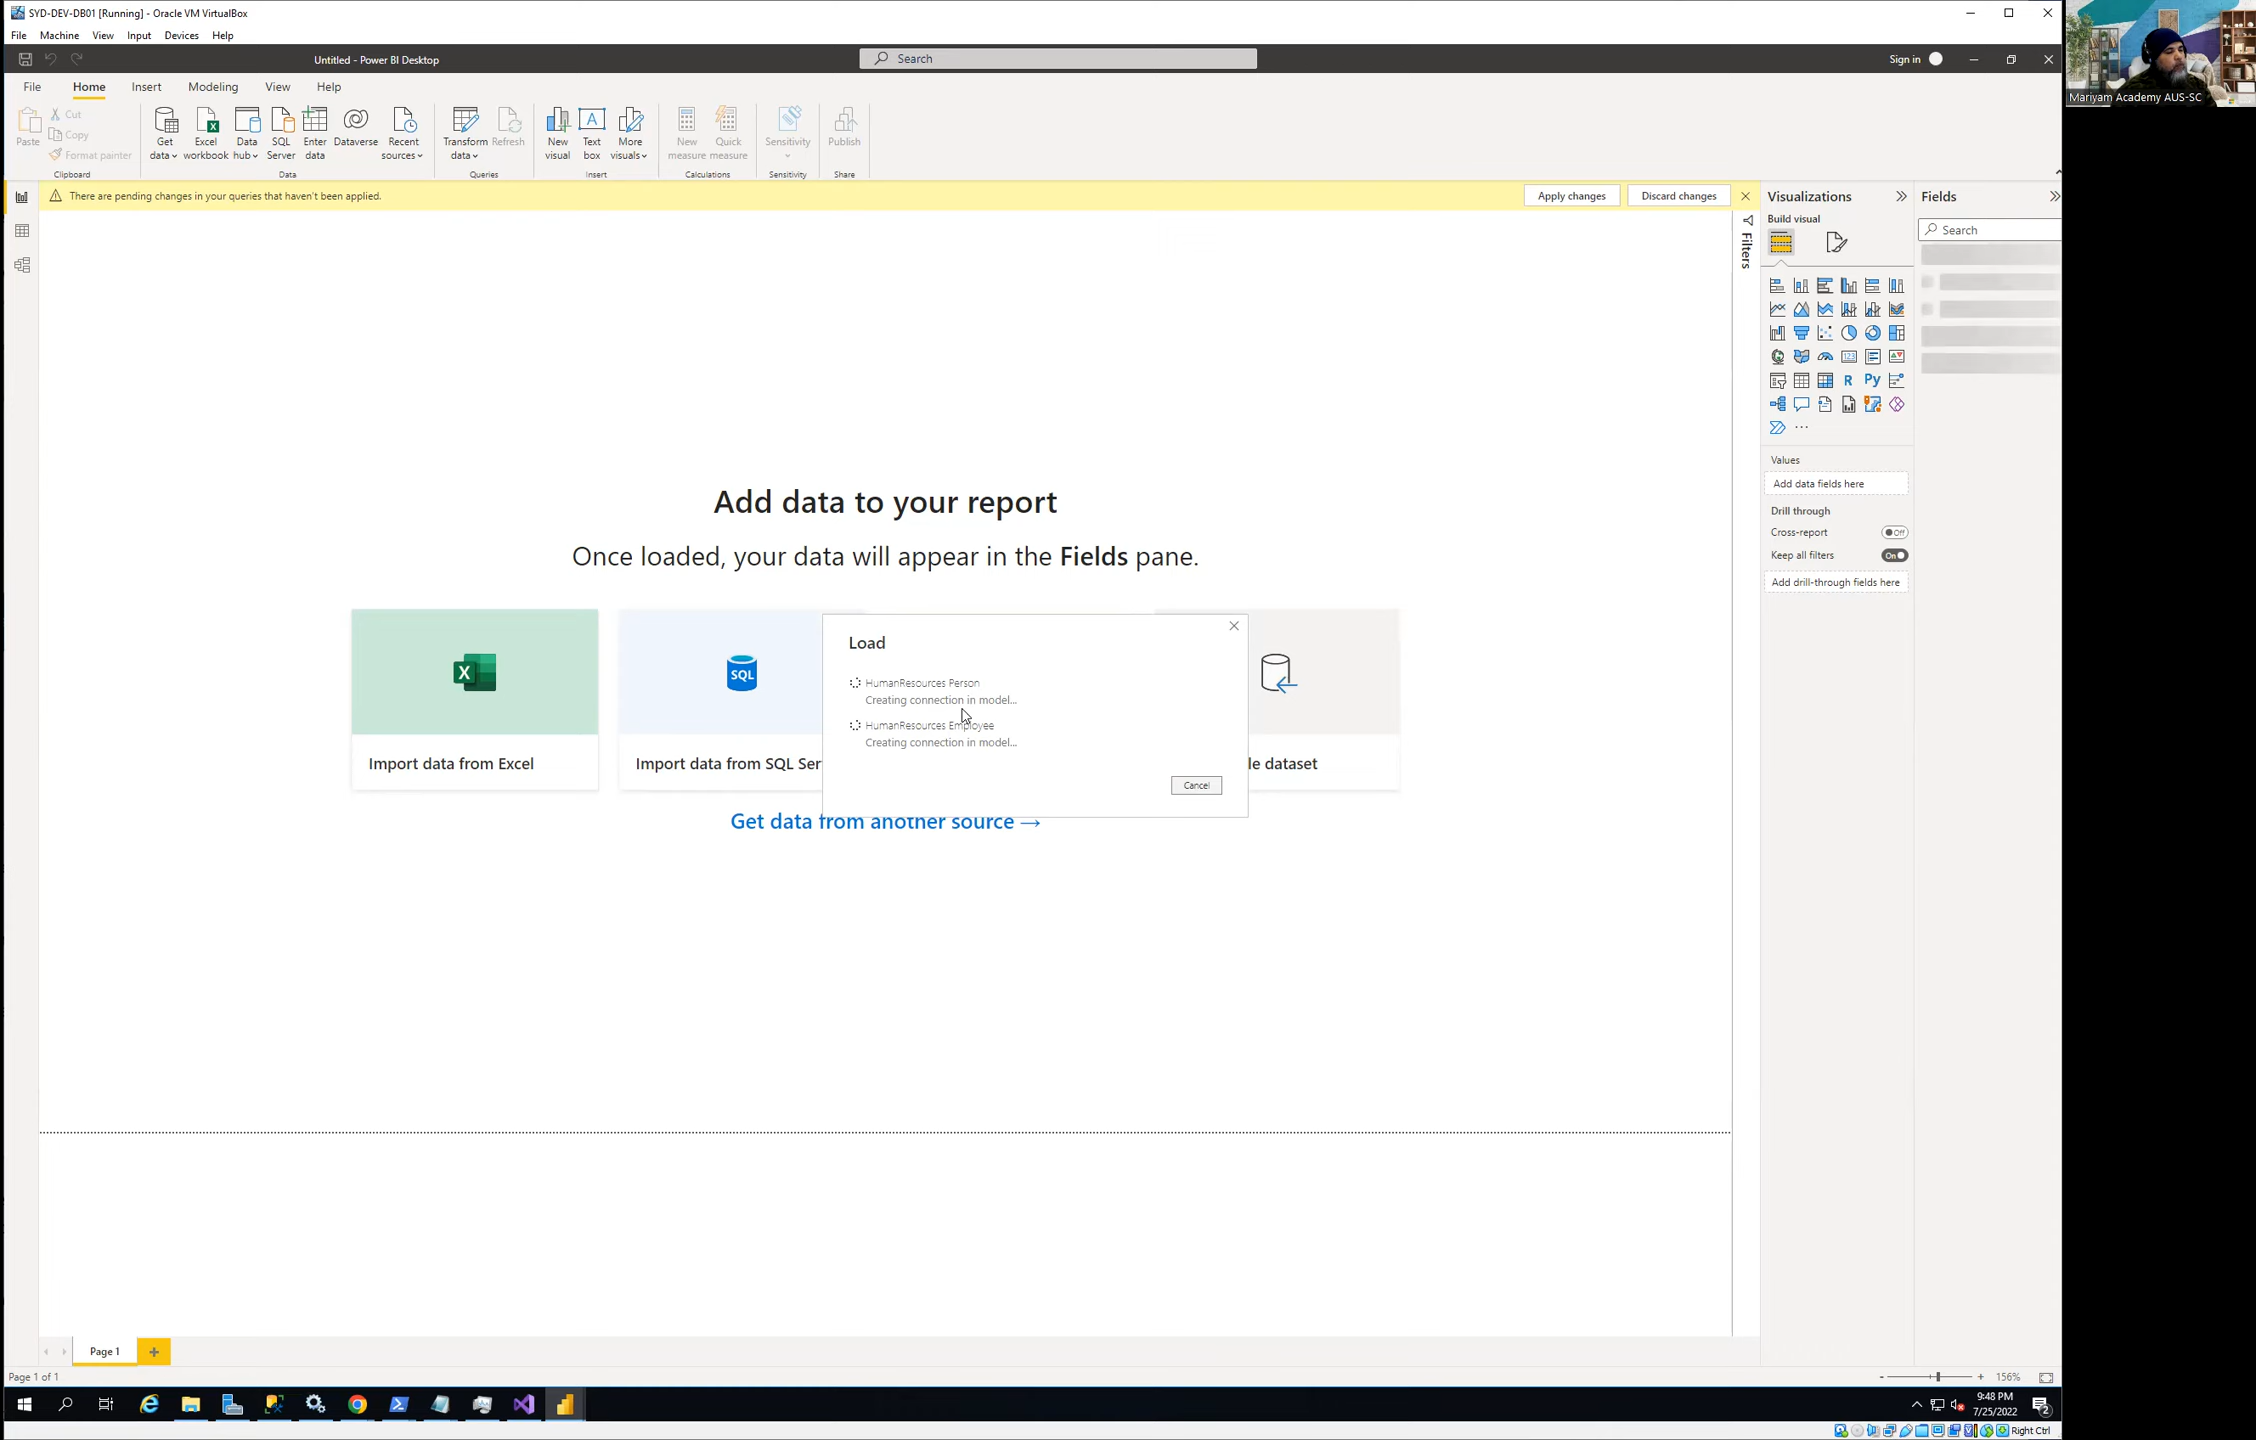 SYD-DEV-DB01 [Running] - Oracle VM VirtualBox
File Machine View Input Devices Help
Untitled - Power BI Desktop
Search
Sign in
File Home Insert Modeling View Help
Paste
Cut
Copy
Format painter
Clipboard
Get data
Excel workbook
Data hub
SQL Server
Enter data
Dataverse
Recent sources
Data
Transform data
Refresh
Queries
New visual
Text box
More visuals
Insert
New measure
Quick measure
Calculations
Sensitivity
Sensitivity
Publish
Share
There are pending changes in your queries that haven't been applied.
Apply changes
Discard changes
Filters
Visualizations
Build visual
R
Py
123
Values
Add data fields here
Drill through
Cross-report
Off
Keep all filters
On
Add drill-through fields here
Fields
Search
Add data to your report
Once loaded, your data will appear in the Fields pane.
X
SQL
Import data from Excel
Import data from SQL Ser
le dataset
Get data from another source →
Load
HumanResources Person
Creating connection in model...
HumanResources Employee
Creating connection in model...
Cancel
Page 1
Page 1 of 1
156%
9:48 PM
7/25/2022
2
Right Ctrl
Mariyam Academy AUS-SC